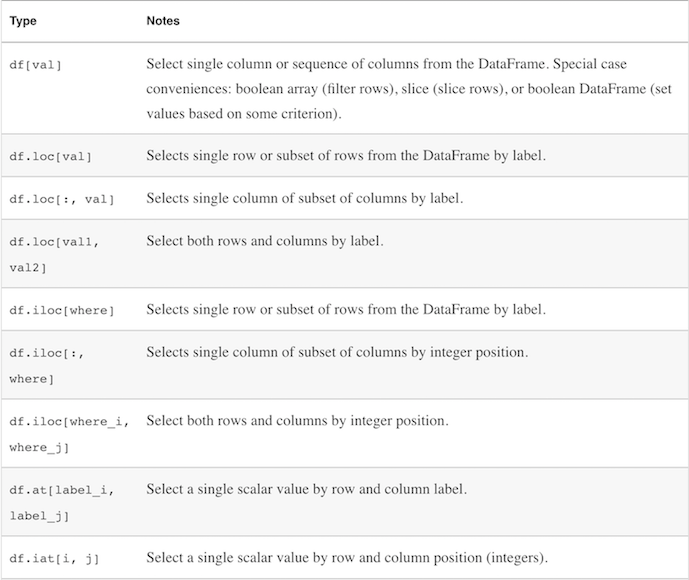 Type Notes
df[val] Select single column or sequence of columns from the DataFrame. Special case
conveniences: boolean array (filter rows), slice (slice rows), or boolean DataFrame (set
values based on some criterion).
df.loc[val] Selects single row or subset of rows from the DataFrame by label.
df.loc[:, val] Selects single column of subset of columns by label.
df.loc[val1, Select both rows and columns by label.
val2]
df.iloc[where] Selects single row or subset of rows from the DataFrame by label.
df.iloc[:, Selects single column of subset of columns by integer position.
where]
df.iloc[where_i, Select both rows and columns by integer position.
where_j]
df.at[label_i, Select a single scalar value by row and column label.
label_j]
df.iat[i, j] Select a single scalar value by row and column position (integers).